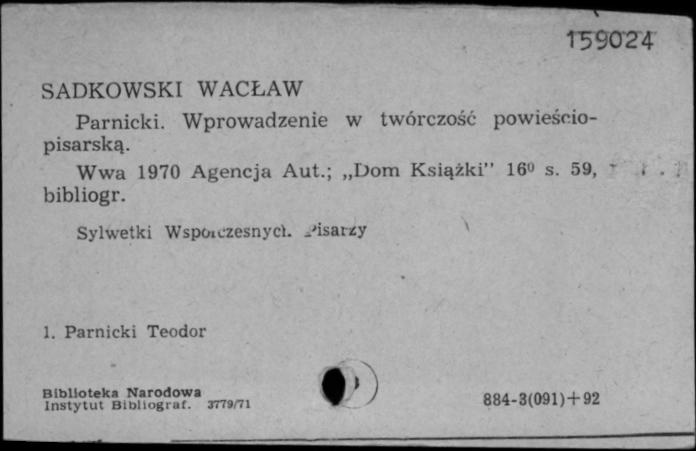 159024
SADKOWSKI WACŁAW
Parnicki. Wprowadzenie w twórczość powieścio-
pisarską.
Wwa 1970 Agencja Aut.; „Dom Książki” 16⁰ s. 59,
bibliogr.
Sylwetki Współczesnych Pisarzy
1. Parnicki Teodor
Biblioteka Narodowa
Instytut Bibliograf. 3779/71
884-3(091)+92